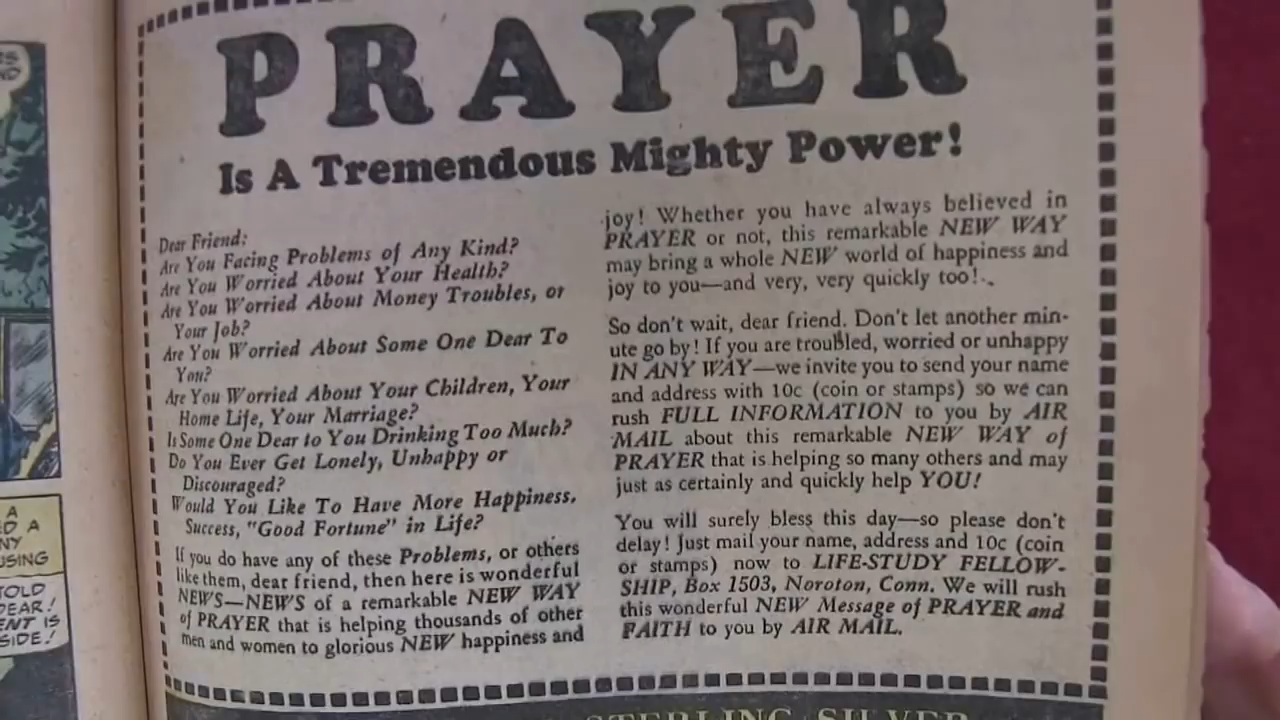 PRAYER
Is A Tremendous Mighty Power!
Dear Friend:
Are You Facing Problems of Any Kind?
Are You Worried About Your Health?
Are You Worried About Money Troubles, or
Your Job?
Are You Worried About Some One Dear To
You?
Are You Worried About Your Children, Your
Home Life, Your Marriage?
Is Some One Dear to You Drinking Too Much?
Do You Ever Get Lonely, Unhappy or
Discouraged?
Would You Like To Have More Happiness,
Success, "Good Fortune" in Life?
If you do have any of these Problems, or others
like them, dear friend, then here is wonderful
NEWS—NEWS of a remarkable NEW WAY
of PRAYER that is helping thousands of other
men and women to glorious NEW happiness and
joy! Whether you have always believed in
PRAYER or not, this remarkable NEW WAY
may bring a whole NEW world of happiness and
joy to you—and very, very quickly too!
So don't wait, dear friend. Don't let another min-
ute go by! If you are troubled, worried or unhappy
IN ANY WAY—we invite you to send your name
and address with 10c (coin or stamps) so we can
rush FULL INFORMATION to you by AIR
MAIL about this remarkable NEW WAY of
PRAYER that is helping so many others and may
just as certainly and quickly help YOU!
You will surely bless this day—so please don't
delay! Just mail your name, address and 10c (coin
or stamps) now to LIFE-STUDY FELLOW-
SHIP, Box 1503, Noroton, Conn. We will rush
this wonderful NEW Message of PRAYER and
FAITH to you by AIR MAIL.
STERLING SILVER
A
A
USING
TOLD
DEAR!
IS